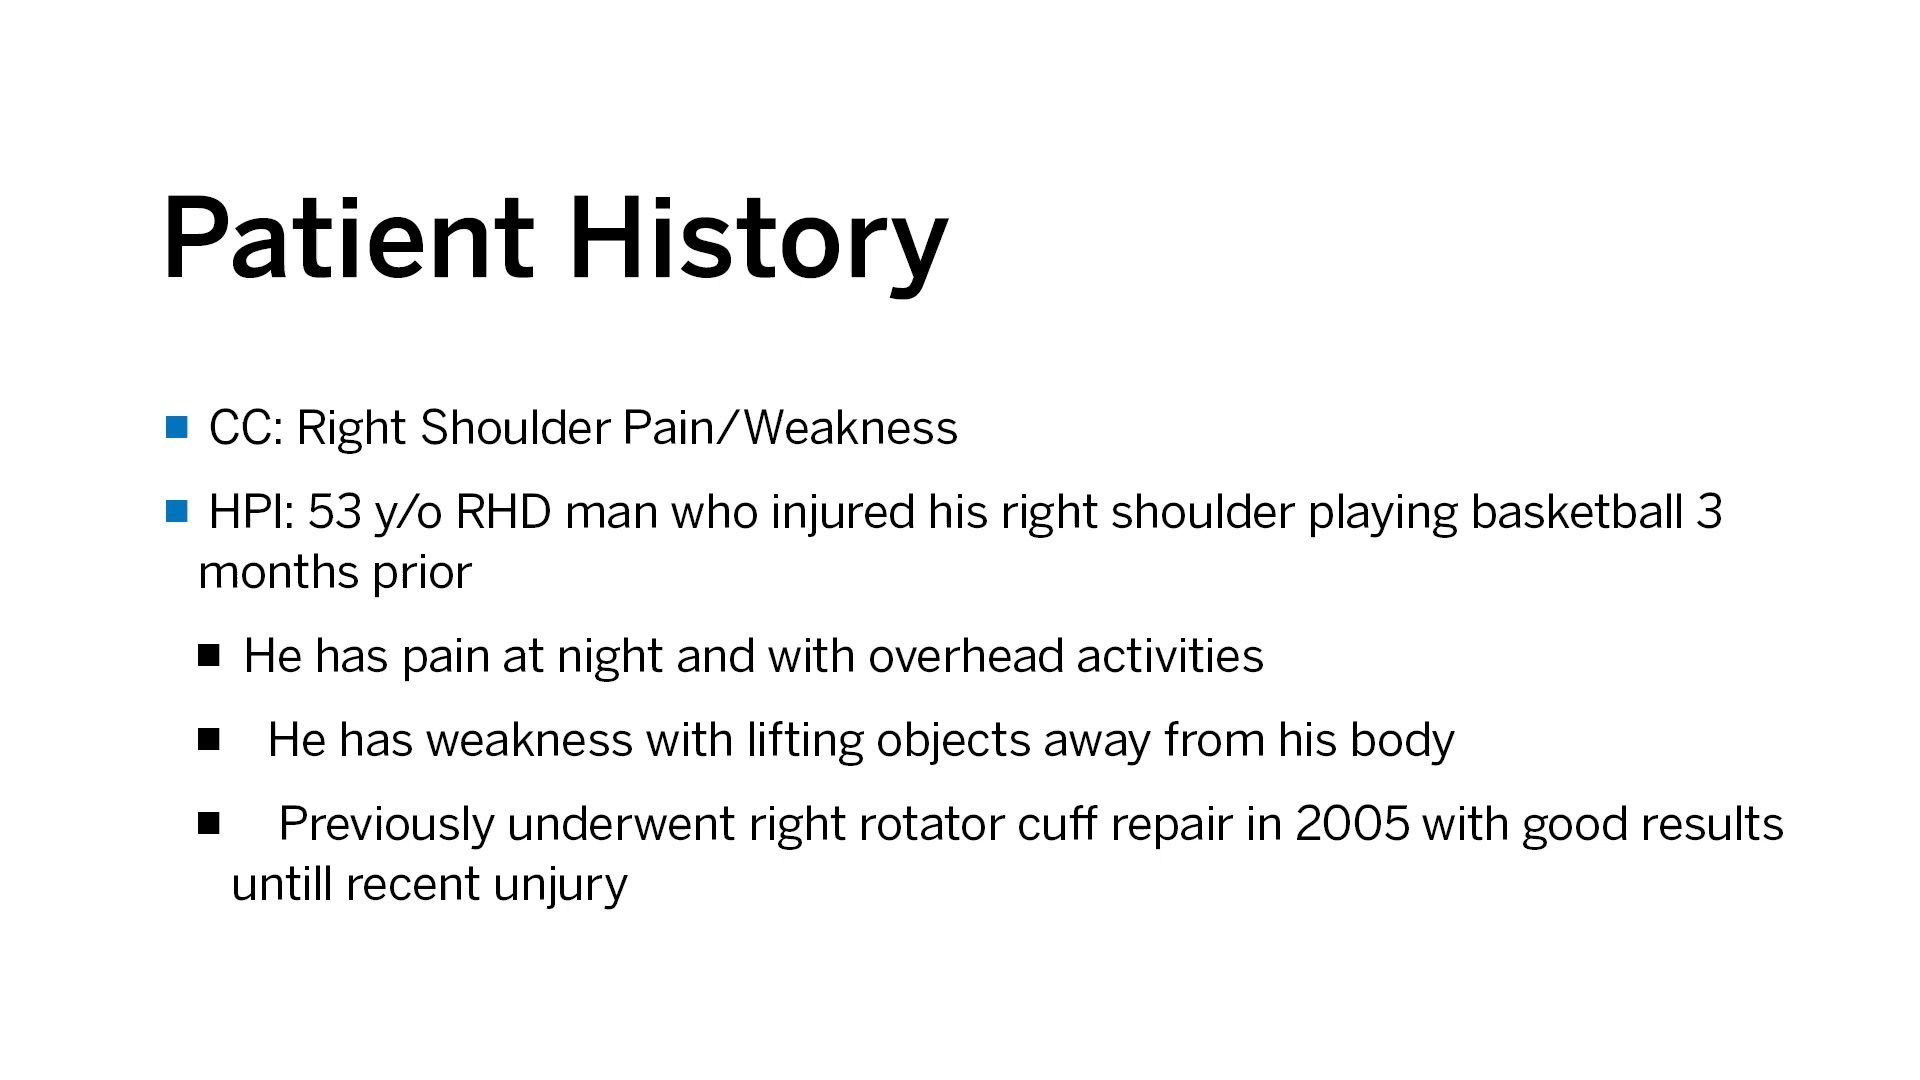 Patient History
■ CC: Right Shoulder Pain/Weakness
■ HPI: 53 y/o RHD man who injured his right shoulder playing basketball 3
months prior
■ He has pain at night and with overhead activities
■ He has weakness with lifting objects away from his body
■ Previously underwent right rotator cuff repair in 2005 with good results
untill recent unjury